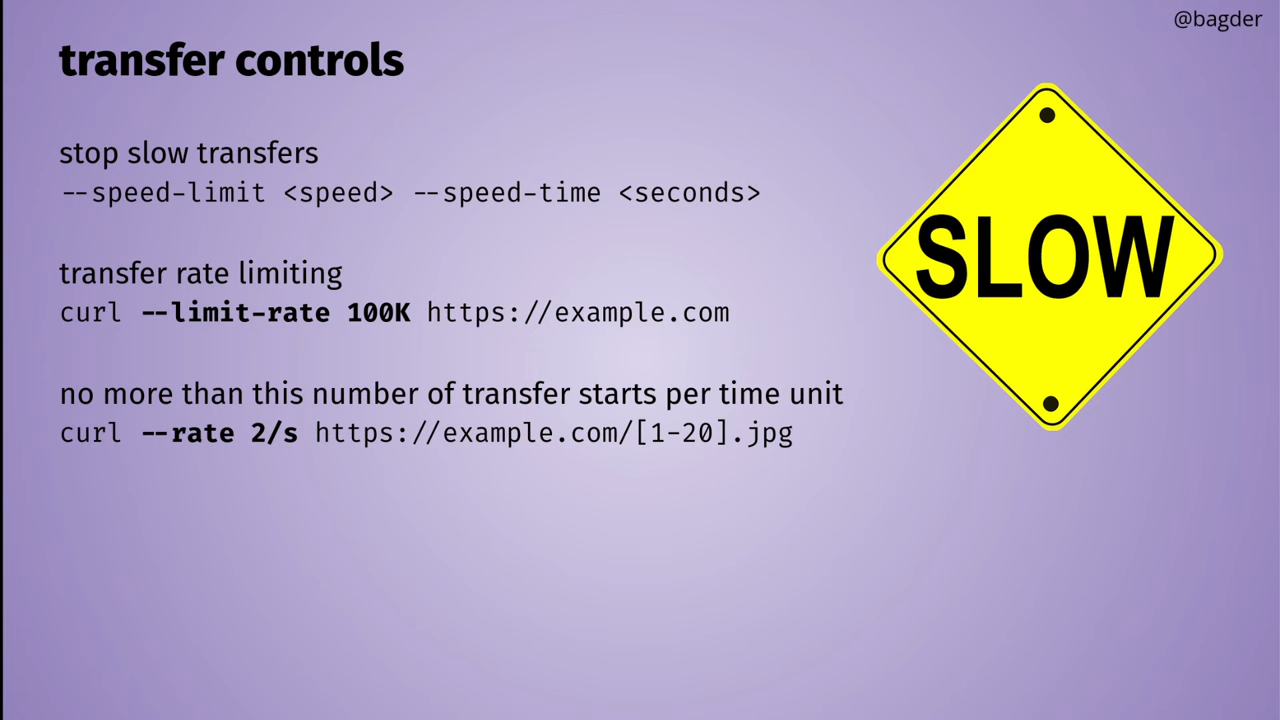 @bagder
transfer controls
stop slow transfers
--speed-limit <speed> --speed-time <seconds>
transfer rate limiting
curl --limit-rate 100K https://example.com
no more than this number of transfer starts per time unit
curl --rate 2/s https://example.com/[1-20].jpg
SLOW